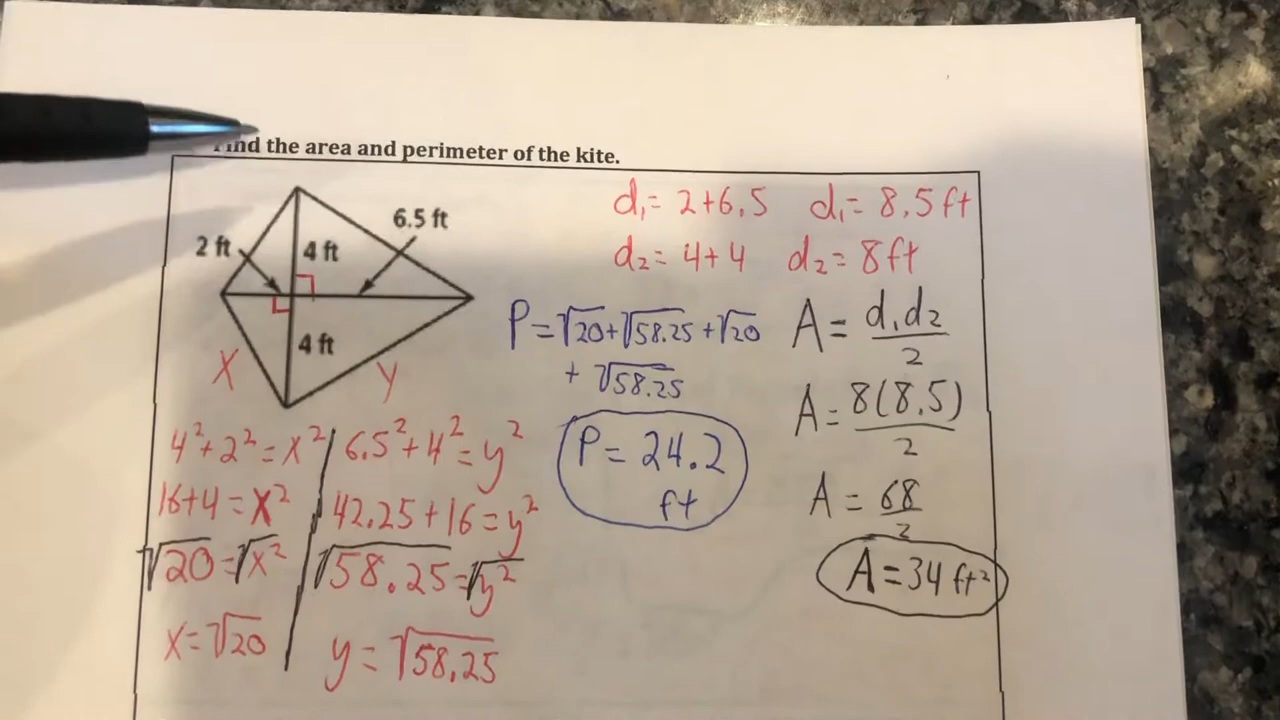 Find the area and perimeter of the kite.
2 ft
4 ft
6.5 ft
4 ft
X
Y
d₁= 2+6.5 d₁= 8.5 ft
d₂= 4+4 d₂= 8ft
P=√20+√58.25+√20
+ √58.25
P= 24.2
ft
A= d₁d₂/2
A= 8(8.5)/2
A= 68/2
A=34 ft²
4²+2²=x²
16+4=x²
√20=√x²
x=√20
6.5²+4²=y²
42.25+16=y²
√58.25=√y²
y=√58.25